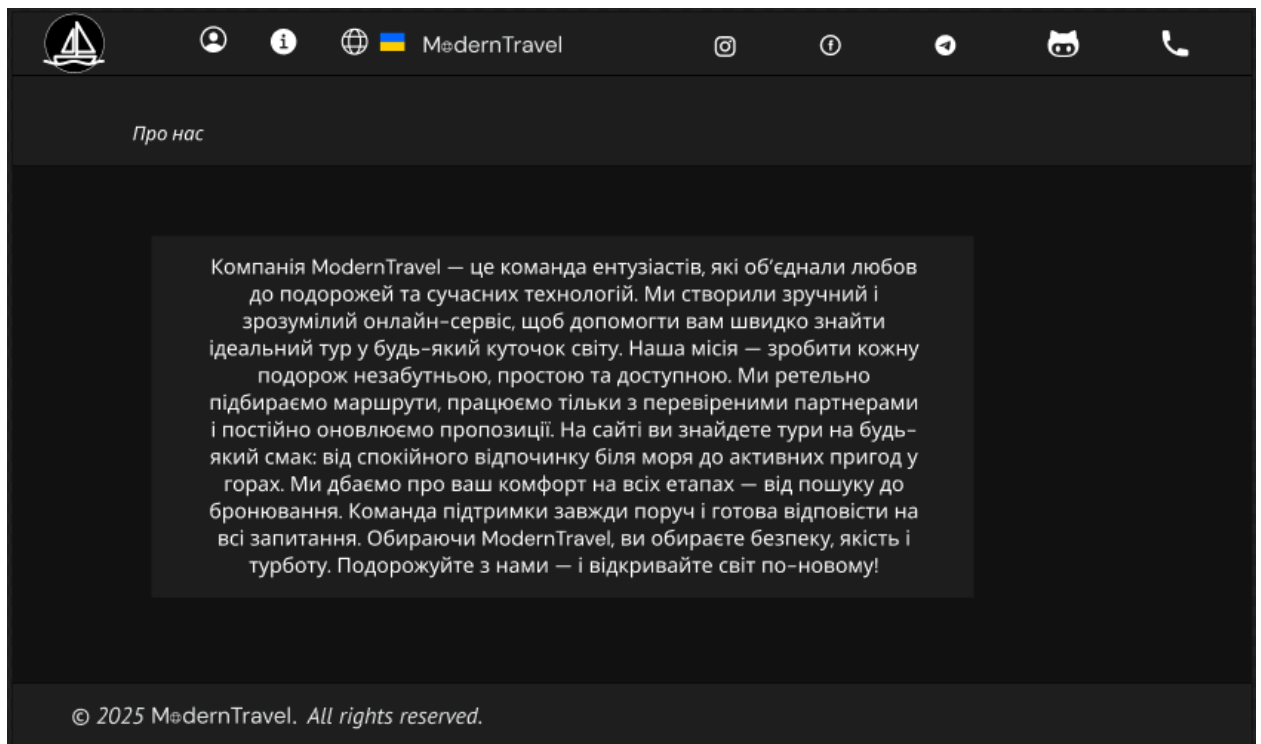 ModernTravel
Про нас
Компанія ModernTravel — це команда ентузіастів, які об’єднали любов
до подорожей та сучасних технологій. Ми створили зручний і
зрозумілий онлайн-сервіс, щоб допомогти вам швидко знайти
ідеальний тур у будь-який куточок світу. Наша місія — зробити кожну
подорож незабутньою, простою та доступною. Ми ретельно
підбираємо маршрути, працюємо тільки з перевіреними партнерами
і постійно оновлюємо пропозиції. На сайті ви знайдете тури на будь-
який смак: від спокійного відпочинку біля моря до активних пригод у
горах. Ми дбаємо про ваш комфорт на всіх етапах — від пошуку до
бронювання. Команда підтримки завжди поруч і готова відповісти на
всі запитання. Обираючи ModernTravel, ви обираєте безпеку, якість і
турботу. Подорожуйте з нами — і відкривайте світ по-новому!
© 2025 ModernTravel. All rights reserved.